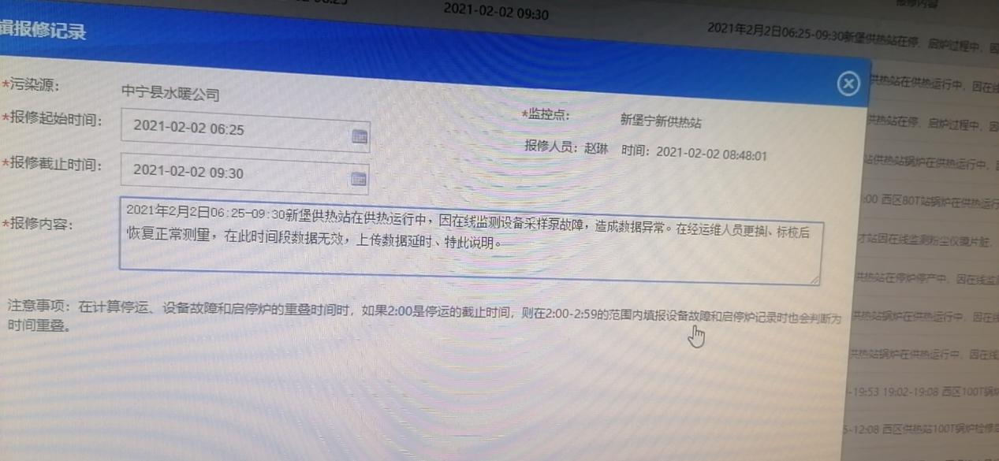 2021-02-02 09:30
报修内容
2021年2月2日06:25-09:30新堡供热站在停、启炉过程中，因
辑报修记录
*污染源：
中宁县水暖公司
*监控点：
新堡宁新供热站
*报修起始时间：
2021-02-02 06:25
报修人员：赵琳 时间：2021-02-02 08:48:01
*报修截止时间：
2021-02-02 09:30
*报修内容：
2021年2月2日06:25-09:30新堡供热站在供热运行中，因在线监测设备采样泵故障，造成数据异常。在经运维人员更换、标校后
恢复正常测量，在此时间段数据无效，上传数据延时、特此说明。
注意事项：在计算停运、设备故障和启停炉的重叠时间时，如果2:00是停运的截止时间，则在2:00-2:59的范围内填报设备故障和启停炉记录时也会判断为
时间重叠。
供热站在供热运行中，因在线
供热站在停、启炉过程中，因
站供热站锅炉在供热运行中，
:00 西区80T站锅炉在供热运行
才站因在线监测粉尘仪镜片脏，
供热站在停炉停产中，因在线监
供热站锅炉在供热运行中，因在
供热站锅炉在供热运行中，因在线
-19:53 19:02-19:08 西区100T锅炉
5-12:08 西区供热站100T锅炉检修